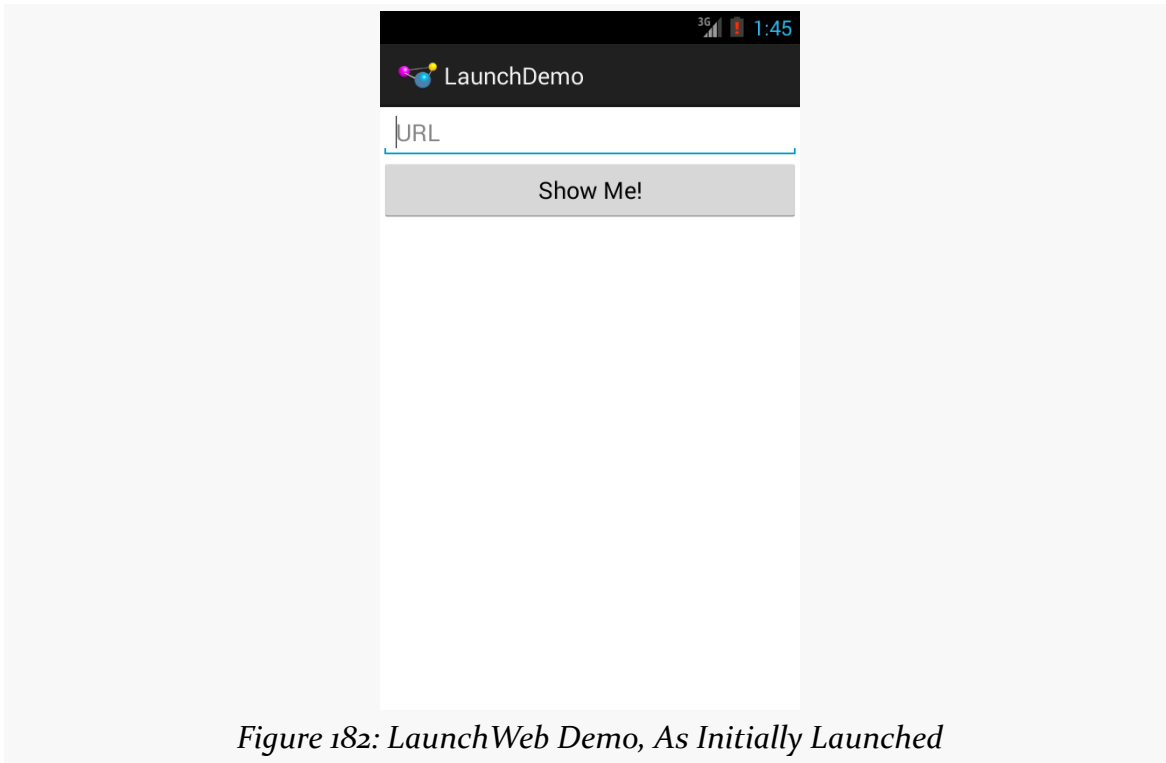 3G 1:45
LaunchDemo
URL
Show Me!
Figure 182: LaunchWeb Demo, As Initially Launched